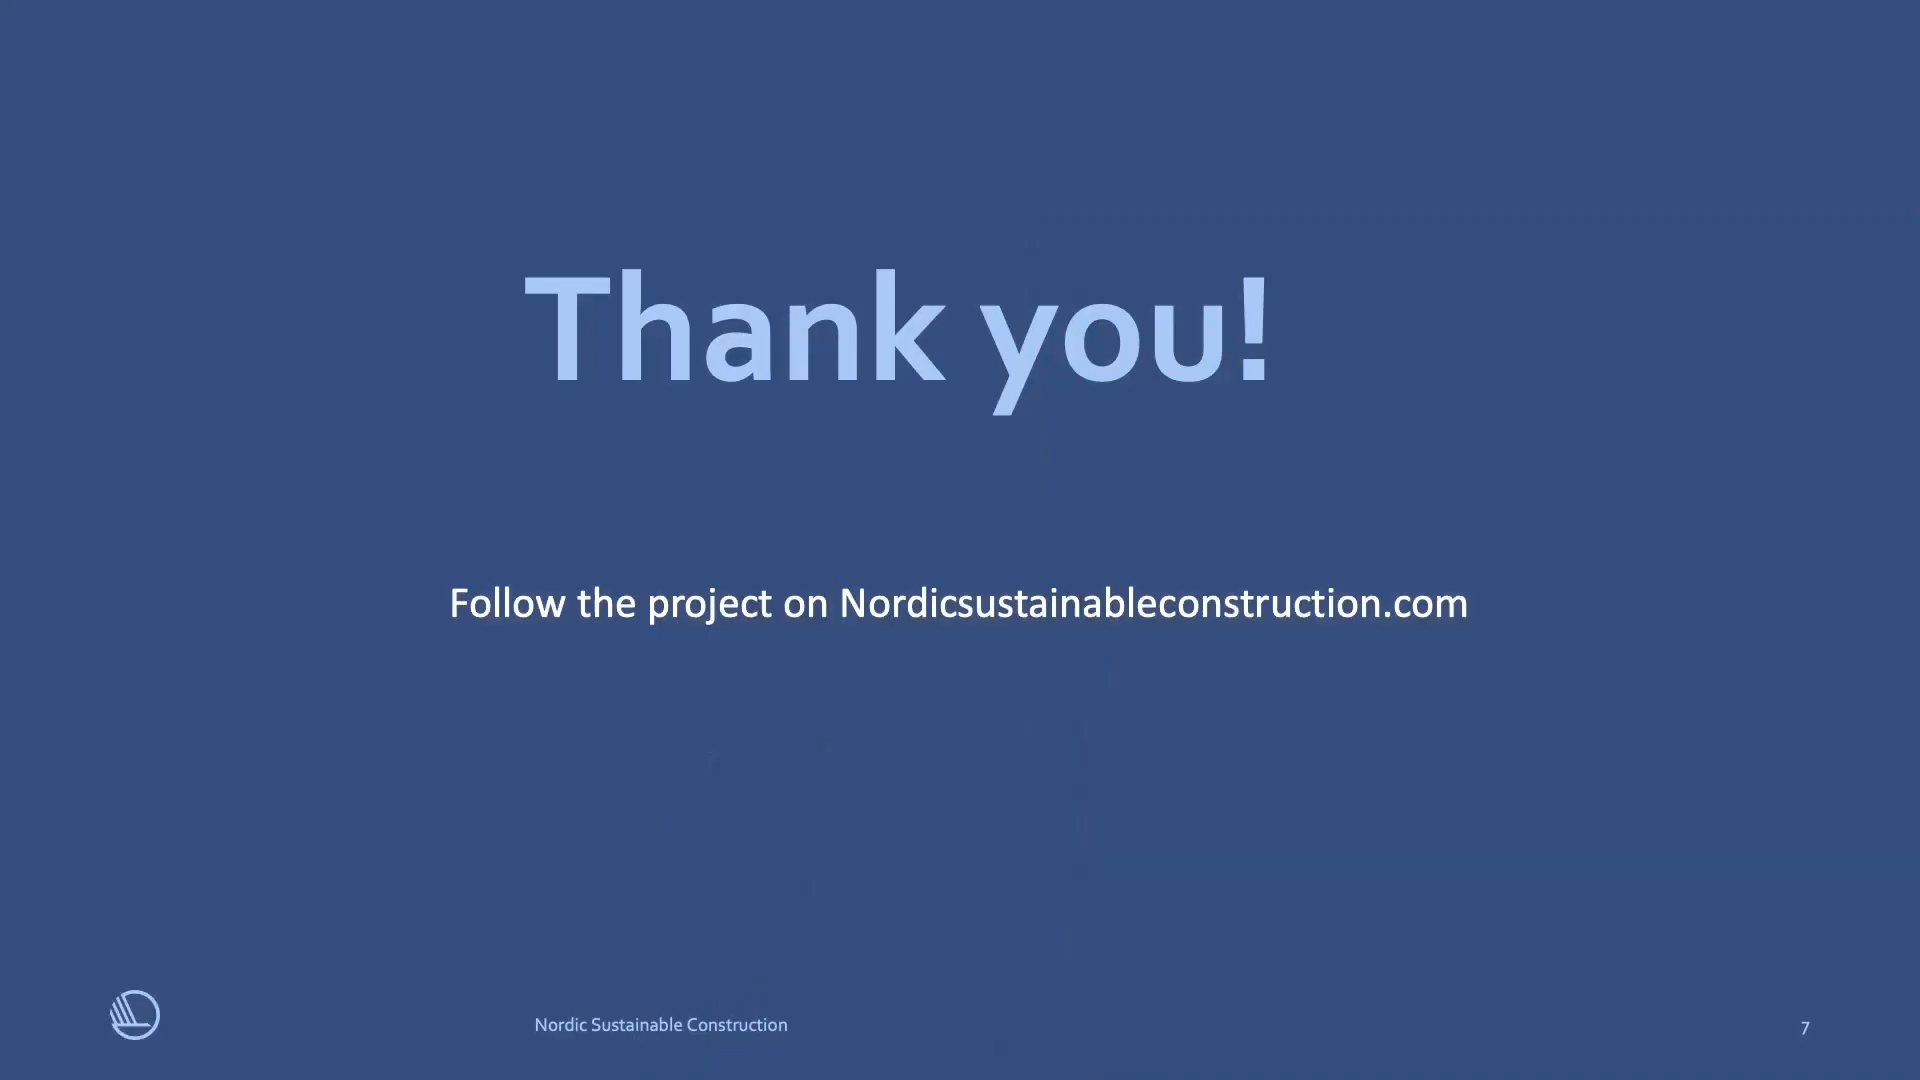 Thank you!
Follow the project on Nordicsustainableconstruction.com
Nordic Sustainable Construction
7